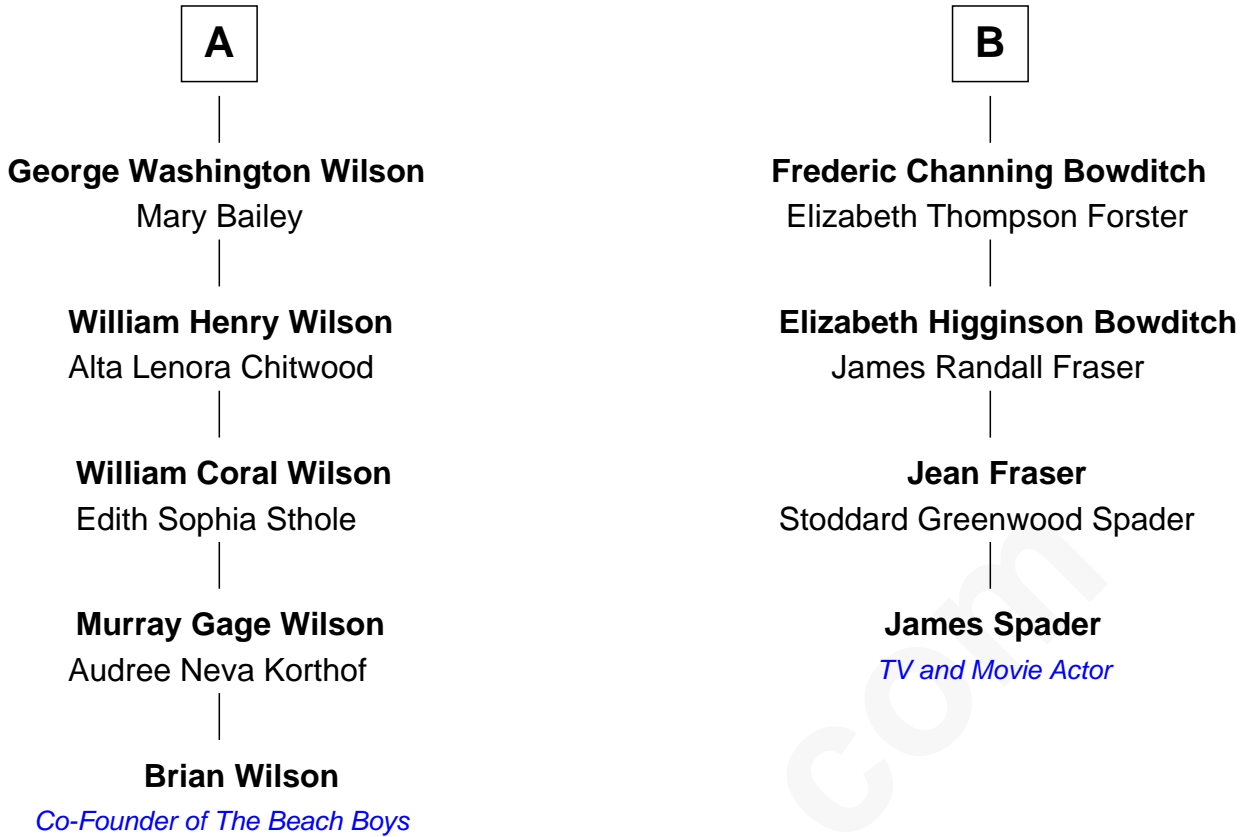 A
George Washington Wilson
Mary Bailey
William Henry Wilson
Alta Lenora Chitwood
William Coral Wilson
Edith Sophia Sthole
Murray Gage Wilson
Audree Neva Korthof
Brian Wilson
Co-Founder of The Beach Boys
B
Frederic Channing Bowditch
Elizabeth Thompson Forster
Elizabeth Higginson Bowditch
James Randall Fraser
Jean Fraser
Stoddard Greenwood Spader
James Spader
TV and Movie Actor
com